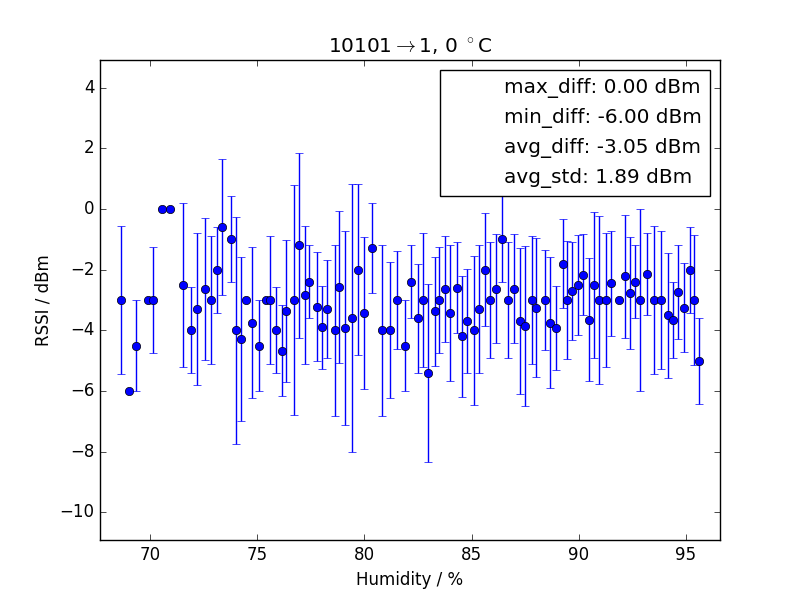 10101→1, 0 °C
max_diff: 0.00 dBm
min_diff: -6.00 dBm
avg_diff: -3.05 dBm
avg_std: 1.89 dBm
4
2
0
−2
−4
−6
−8
−10
RSSI / dBm
70 75 80 85 90 95
Humidity / %